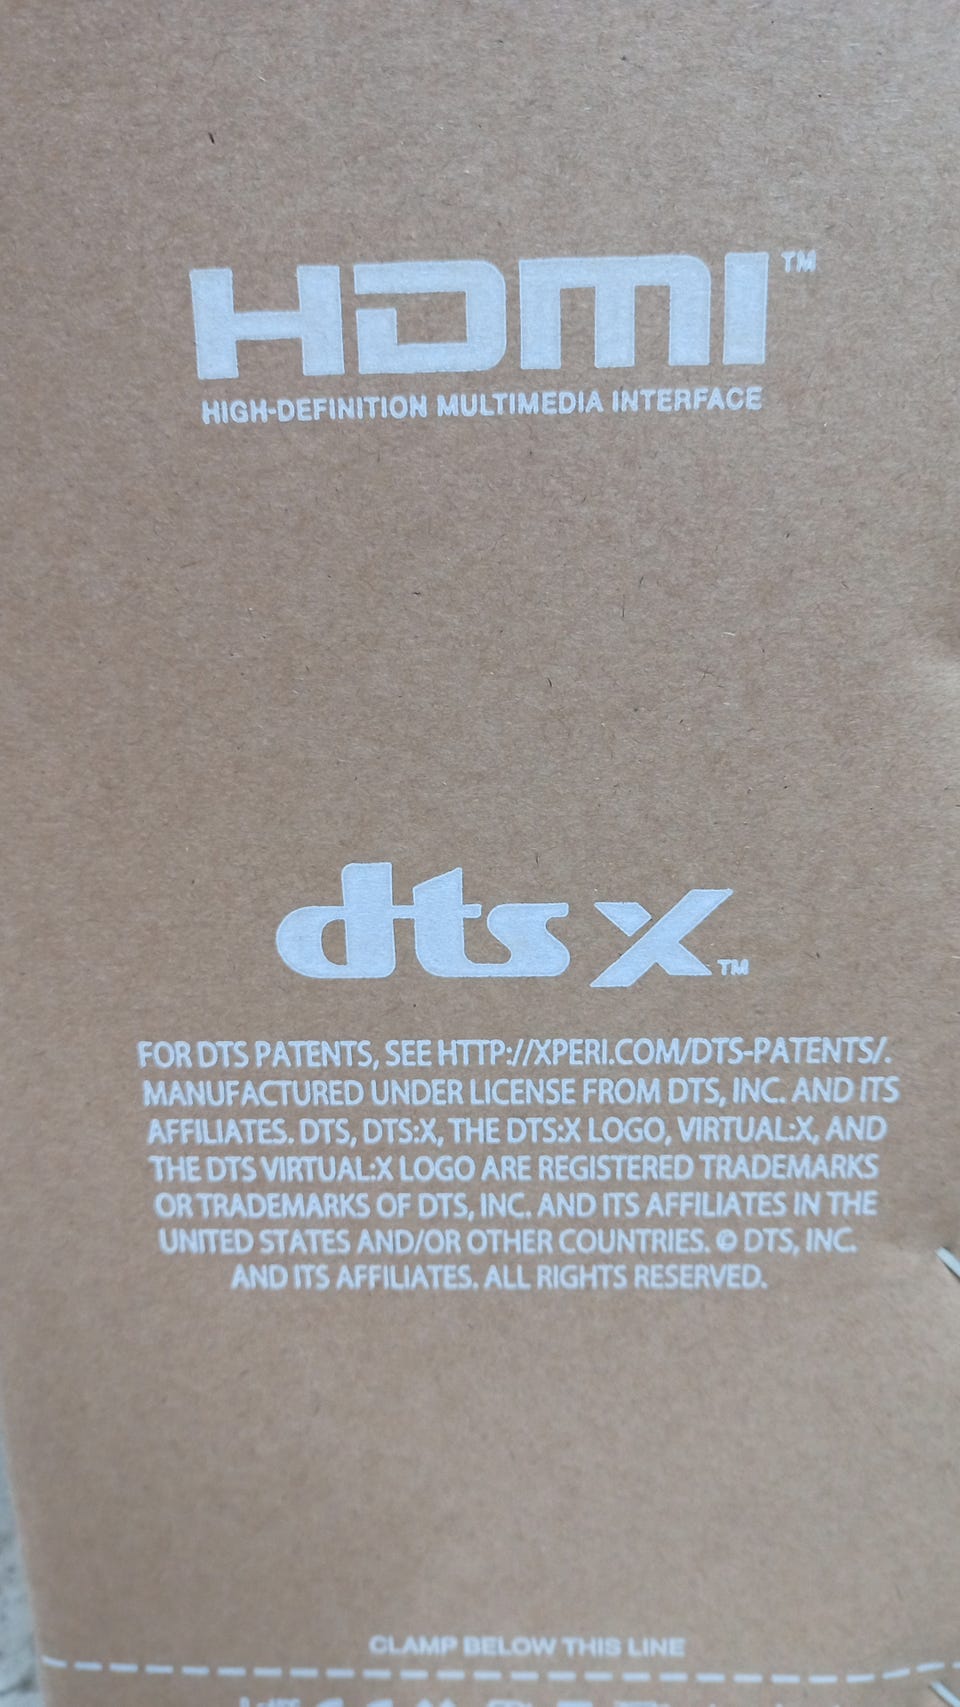 HDMI™
HIGH-DEFINITION MULTIMEDIA INTERFACE
dts x™
FOR DTS PATENTS, SEE HTTP://XPERI.COM/DTS-PATENTS/.
MANUFACTURED UNDER LICENSE FROM DTS, INC. AND ITS
AFFILIATES. DTS, DTS:X, THE DTS:X LOGO, VIRTUAL:X, AND
THE DTS VIRTUAL:X LOGO ARE REGISTERED TRADEMARKS
OR TRADEMARKS OF DTS, INC. AND ITS AFFILIATES IN THE
UNITED STATES AND/OR OTHER COUNTRIES. © DTS, INC.
AND ITS AFFILIATES. ALL RIGHTS RESERVED.
CLAMP BELOW THIS LINE